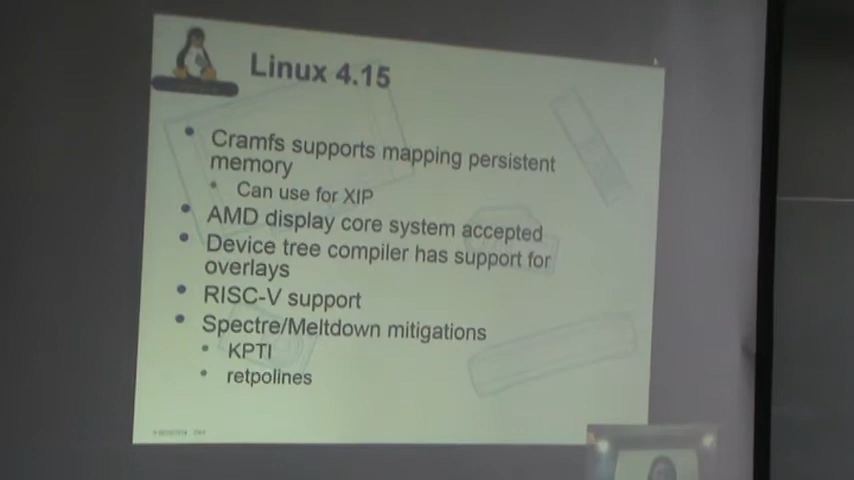 Linux 4.15
• Cramfs supports mapping persistent
memory
• Can use for XIP
• AMD display core system accepted
• Device tree compiler has support for
overlays
• RISC-V support
• Spectre/Meltdown mitigations
• KPTI
• retpolines